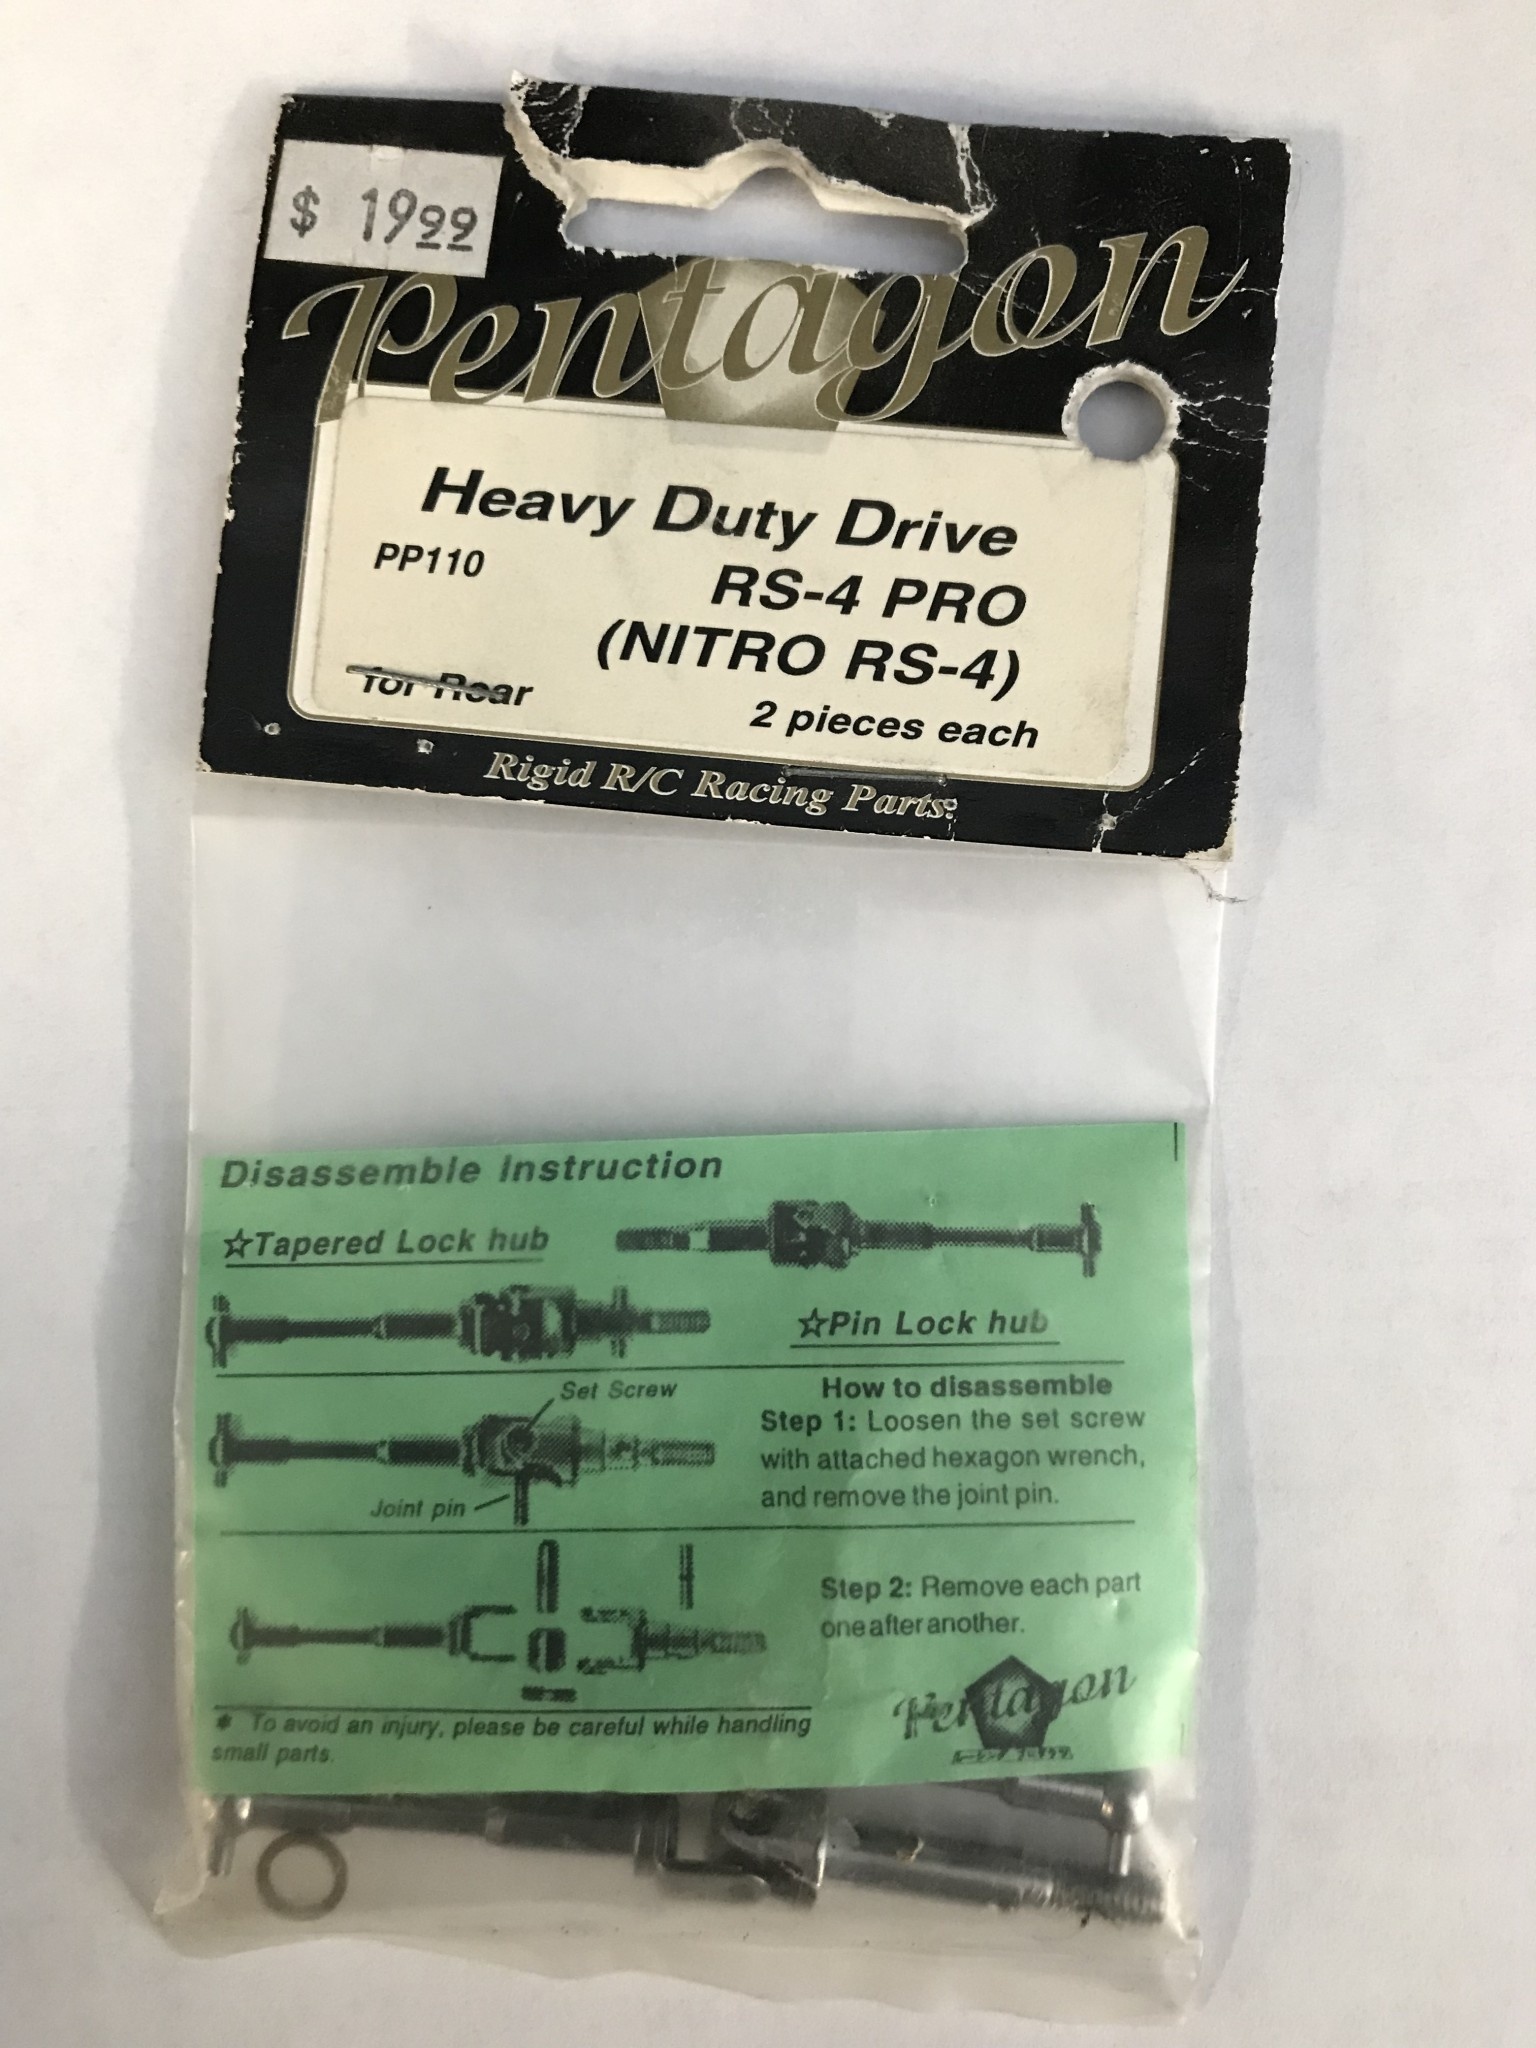 $ 19.99
Pentagon
Heavy Duty Drive
PP110
RS-4 PRO
(NITRO RS-4)
for Rear
2 pieces each
Rigid R/C Racing Parts
Disassemble Instruction
☆Tapered Lock hub
☆Pin Lock hub
Set Screw
How to disassemble
Step 1: Loosen the set screw
with attached hexagon wrench,
and remove the joint pin.
Joint pin
Step 2: Remove each part
one after another.
Pentagon
* To avoid an injury, please be careful while handling
small parts.